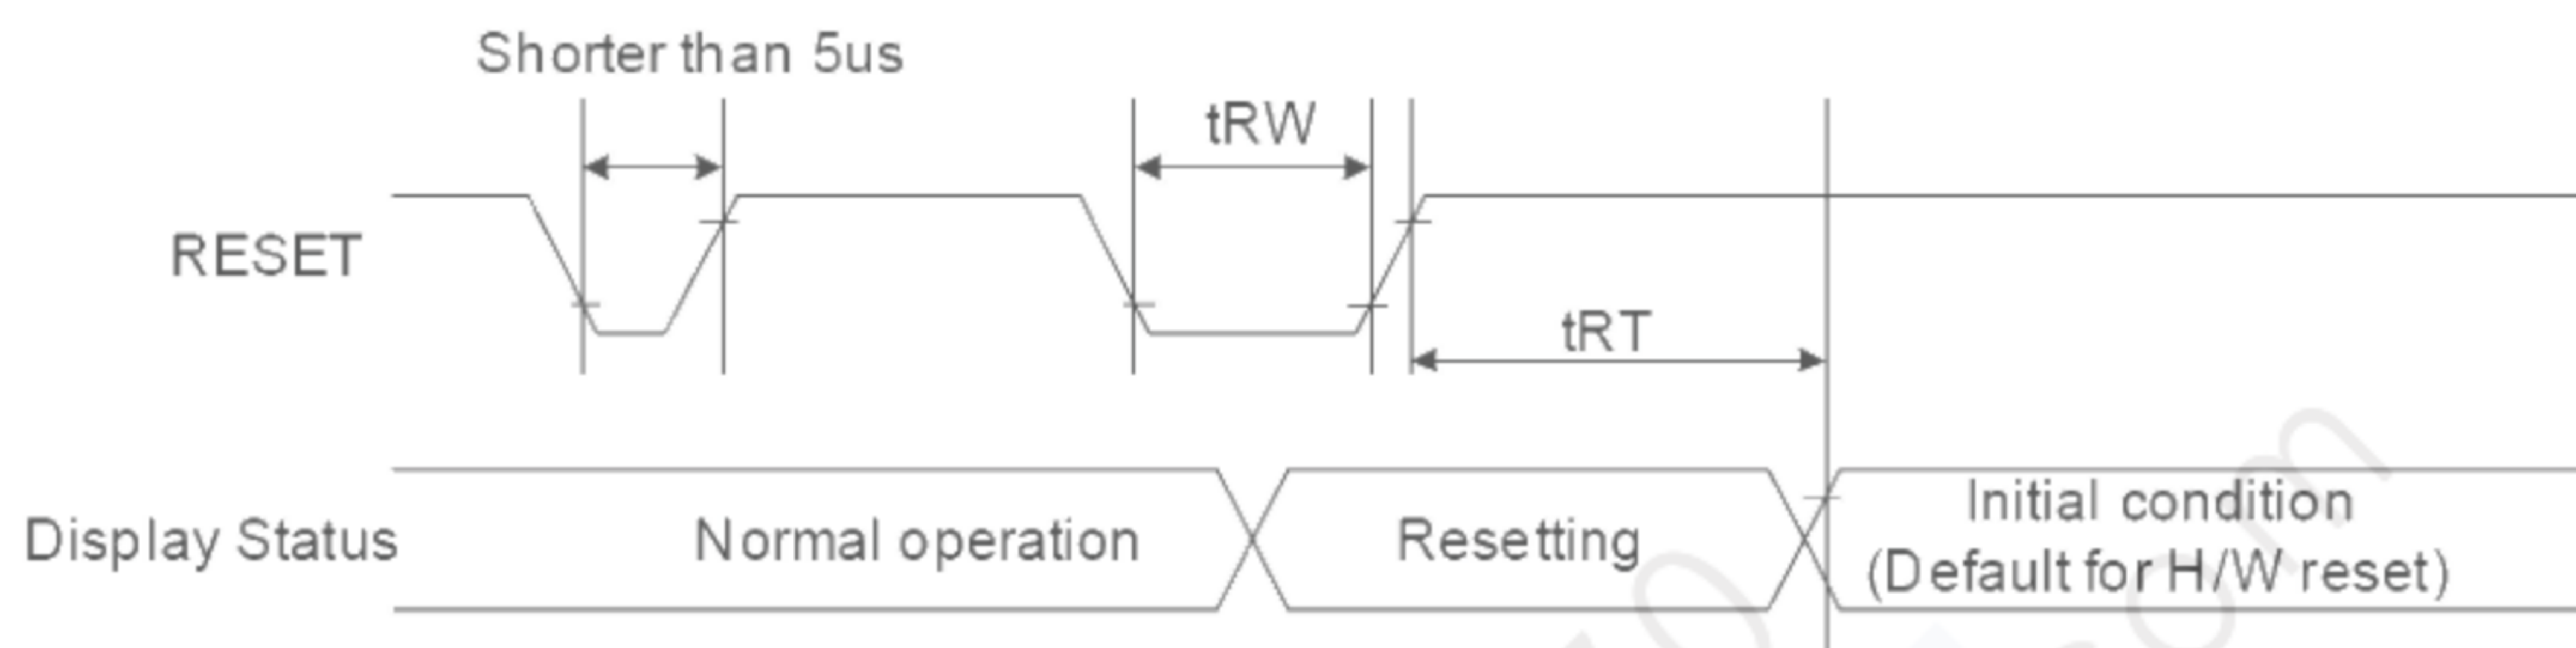 Shorter than 5us
tRW
RESET
tRT
Display Status
Normal operation
Resetting
Initial condition
(Default for H/W reset)